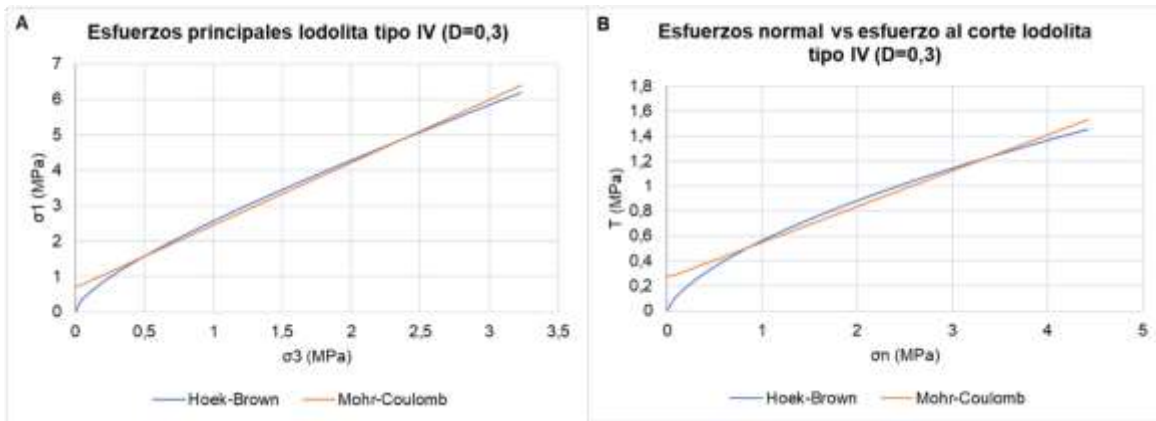 A
Esfuerzos principales lodolita tipo IV (D=0,3)
7
6
5
4
3
2
1
0
σ1 (MPa)
0
0,5
1
1,5
2
2,5
3
3,5
σ3 (MPa)
Hoek-Brown
Mohr-Coulomb
B
Esfuerzos normal vs esfuerzo al corte lodolita
tipo IV (D=0,3)
1,8
1,6
1,4
1,2
1
0,8
0,6
0,4
0,2
0
T (MPa)
0
1
2
3
4
5
σn (MPa)
Hoek-Brown
Mohr-Coulomb